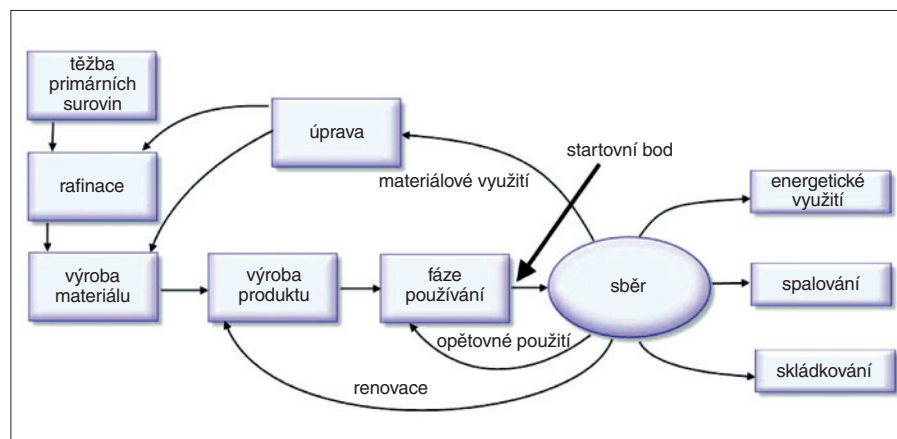 těžba
primárních
surovin
úprava
startovní bod
rafinace
materiálové využití
energetické
využití
výroba
materiálu
výroba
produktu
fáze
používání
sběr
spalování
opětovné použití
renovace
skládkování